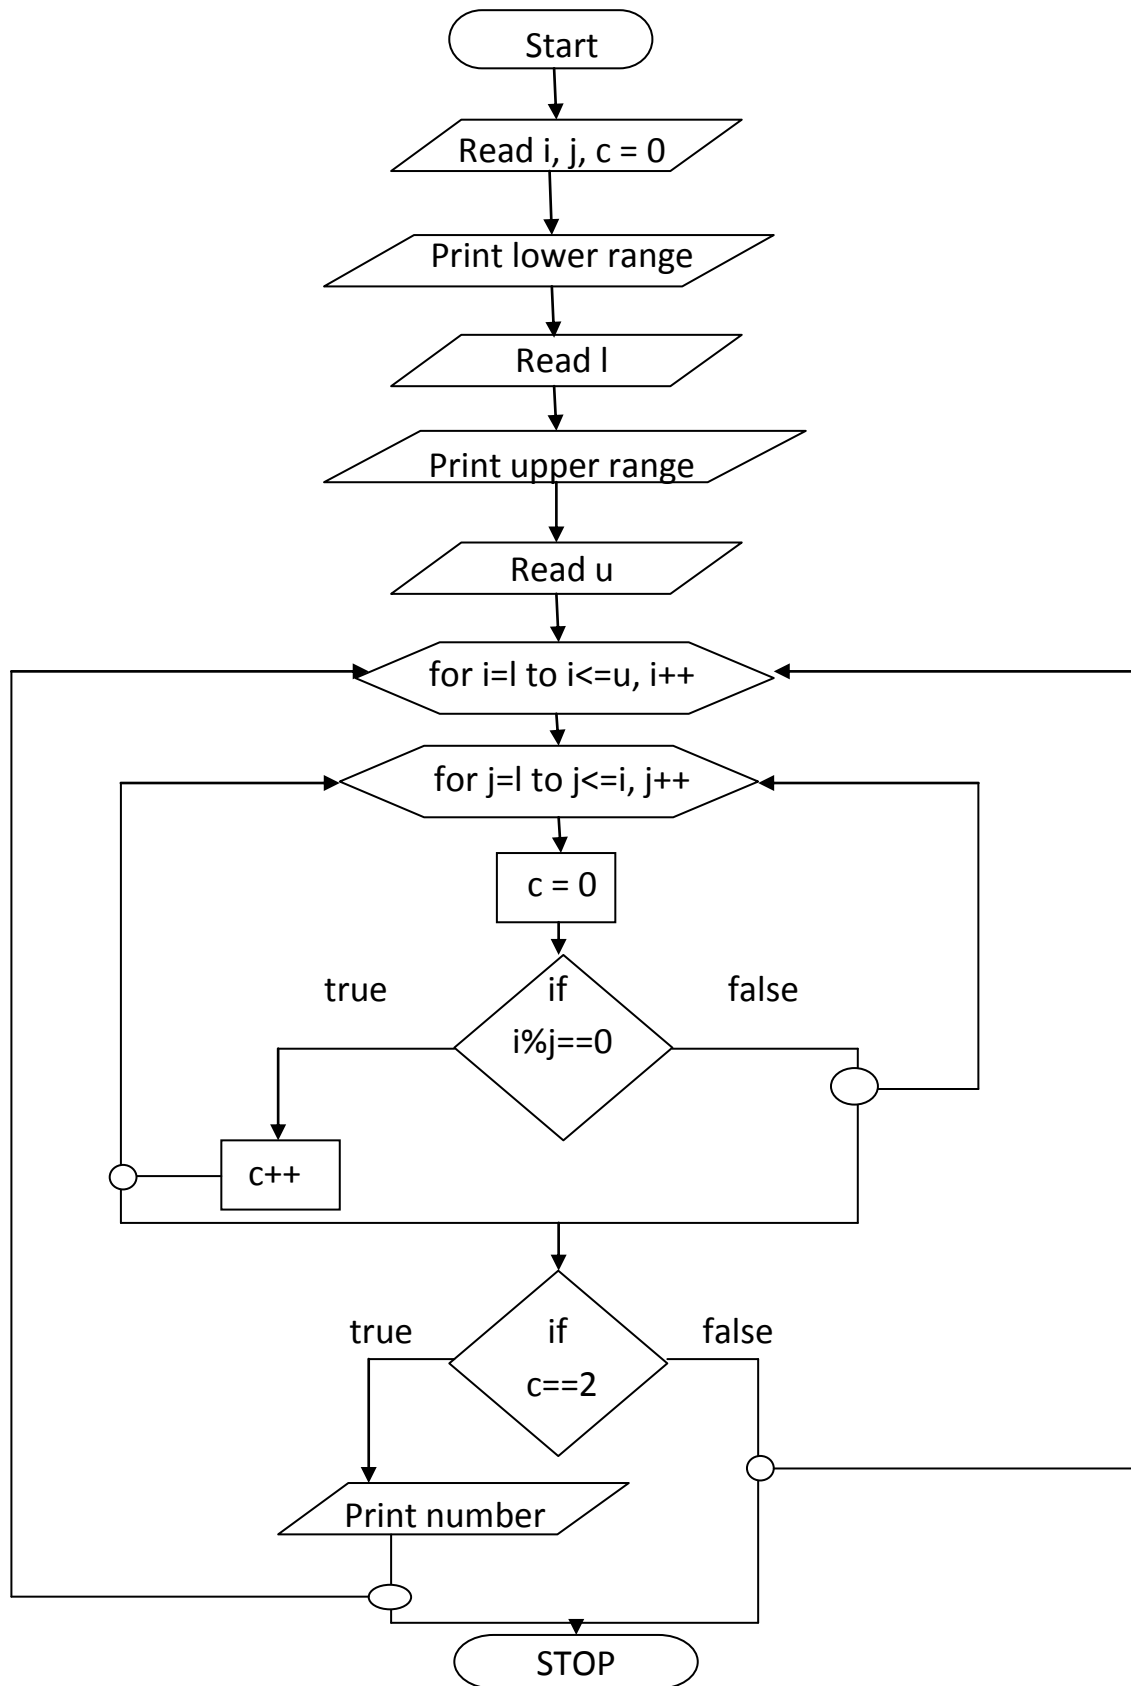 Start
Read i, j, c = 0
Print lower range
Read l
Print upper range
Read u
for i=l to i<=u, i++
for j=l to j<=i, j++
c = 0
true
if
false
i%j==0
c++
true
if
false
c==2
Print number
STOP